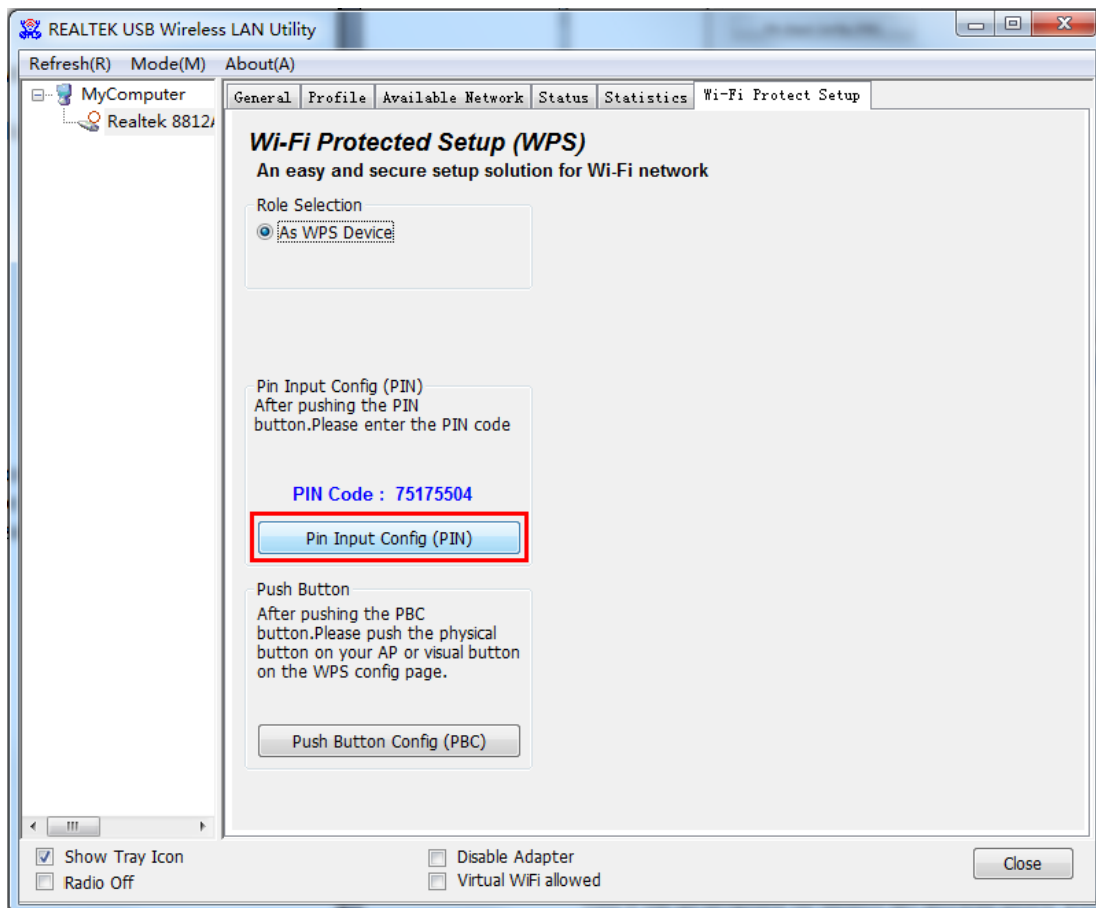 REALTEK USB Wireless LAN Utility
Refresh(R) Mode(M) About(A)
MyComputer
Realtek 8812A
General Profile Available Network Status Statistics Wi-Fi Protect Setup
Wi-Fi Protected Setup (WPS)
An easy and secure setup solution for Wi-Fi network
Role Selection
As WPS Device
Pin Input Config (PIN)
After pushing the PIN
button.Please enter the PIN code
PIN Code : 75175504
Pin Input Config (PIN)
Push Button
After pushing the PBC
button.Please push the physical
button on your AP or visual button
on the WPS config page.
Push Button Config (PBC)
Show Tray Icon
Radio Off
Disable Adapter
Virtual WiFi allowed
Close